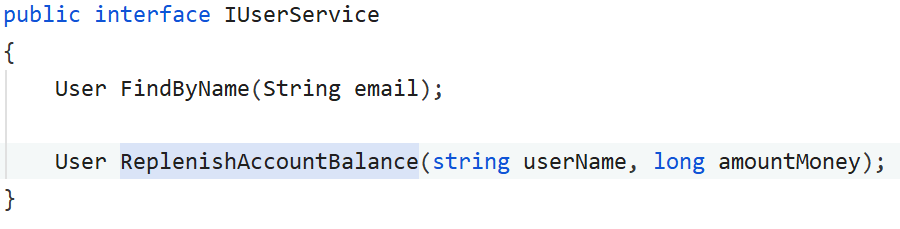 public interface IUserService
{
User FindByName(String email);
User ReplenishAccountBalance(string userName, long amountMoney);
}